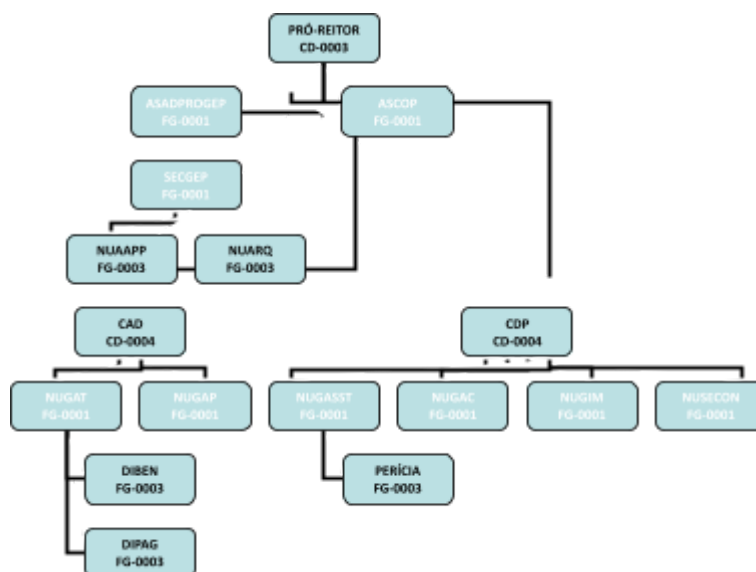 PRÓ-REITOR
CD-0003
ASADPROGEP
FG-0001
ASCOP
FG-0001
SECGEP
FG-0001
NUAAPP
FG-0003
NUARQ
FG-0003
CAD
CD-0004
CDP
CD-0004
NUGAT
FG-0001
NUGAP
FG-0001
NUGASST
FG-0001
NUGAC
FG-0001
NUGIM
FG-0001
NUSECON
FG-0001
DIBEN
FG-0003
PERÍCIA
FG-0003
DIPAG
FG-0003